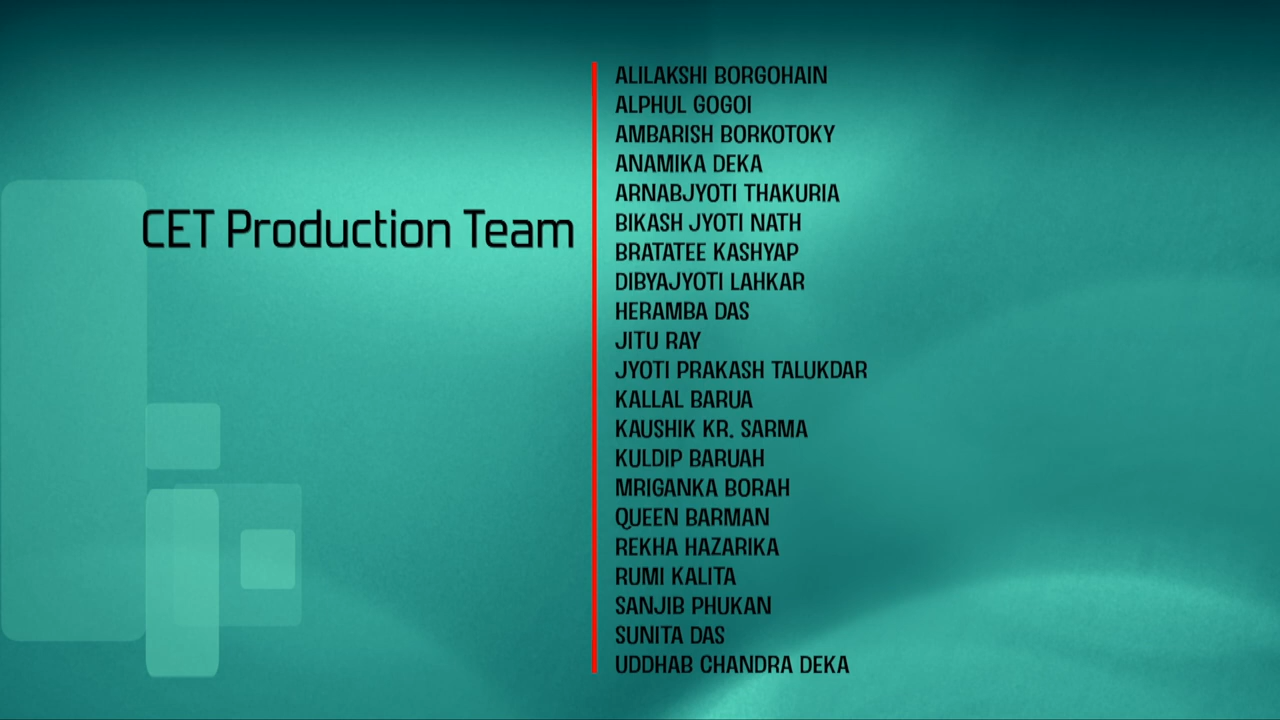 CET Production Team
ALILAKSHI BORGOHAIN
ALPHUL GOGOI
AMBARISH BORKOTOKY
ANAMIKA DEKA
ARNABJYOTI THAKURIA
BIKASH JYOTI NATH
BRATATEE KASHYAP
DIBYAJYOTI LAHKAR
HERAMBA DAS
JITU RAY
JYOTI PRAKASH TALUKDAR
KALLAL BARUA
KAUSHIK KR. SARMA
KULDIP BARUAH
MRIGANKA BORAH
QUEEN BARMAN
REKHA HAZARIKA
RUMI KALITA
SANJIB PHUKAN
SUNITA DAS
UDDHAB CHANDRA DEKA